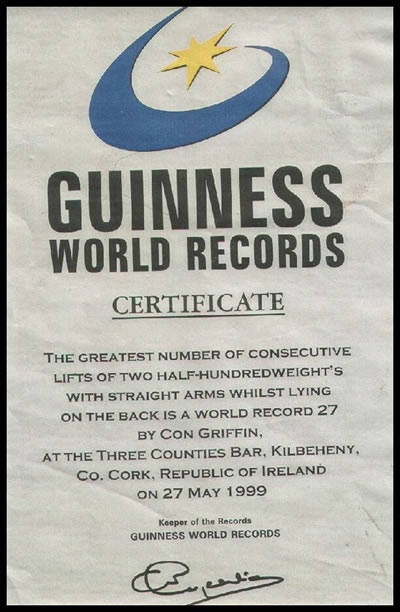 GUINNESS
WORLD RECORDS
CERTIFICATE
THE GREATEST NUMBER OF CONSECUTIVE
LIFTS OF TWO HALF-HUNDREDWEIGHT'S
WITH STRAIGHT ARMS WHILST LYING
ON THE BACK IS A WORLD RECORD 27
BY CON GRIFFIN,
AT THE THREE COUNTIES BAR, KILBEHENY,
CO. CORK, REPUBLIC OF IRELAND
ON 27 MAY 1999
Keeper of the Records
GUINNESS WORLD RECORDS